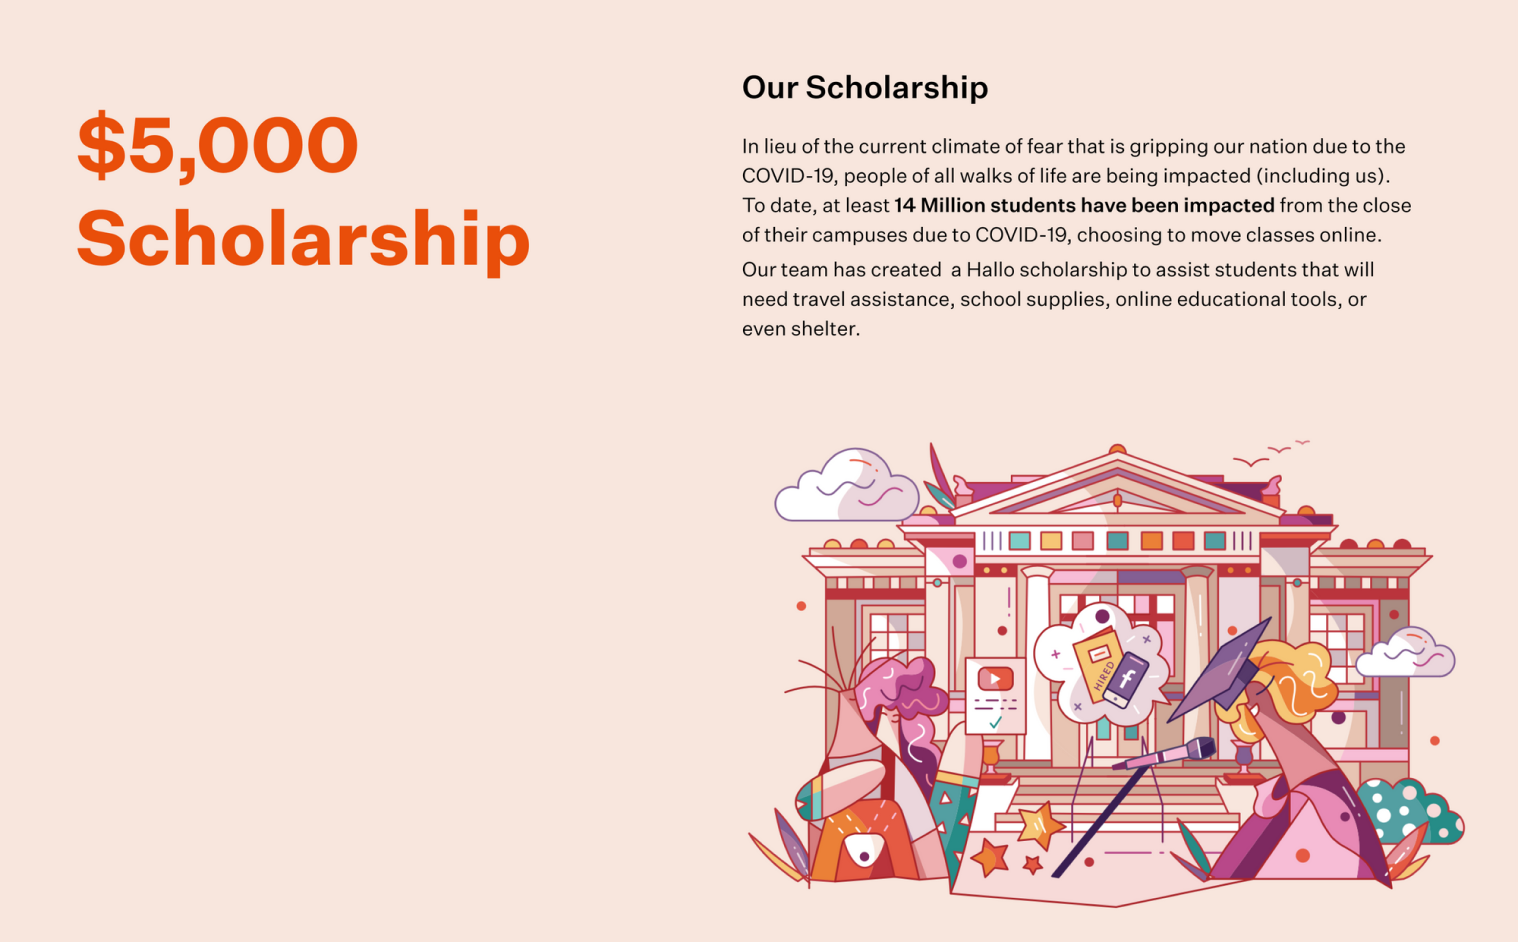 $5,000
Scholarship
Our Scholarship
In lieu of the current climate of fear that is gripping our nation due to the
COVID-19, people of all walks of life are being impacted (including us).
To date, at least 14 Million students have been impacted from the close
of their campuses due to COVID-19, choosing to move classes online.
Our team has created  a Hallo scholarship to assist students that will
need travel assistance, school supplies, online educational tools, or
even shelter.
HIRED
f